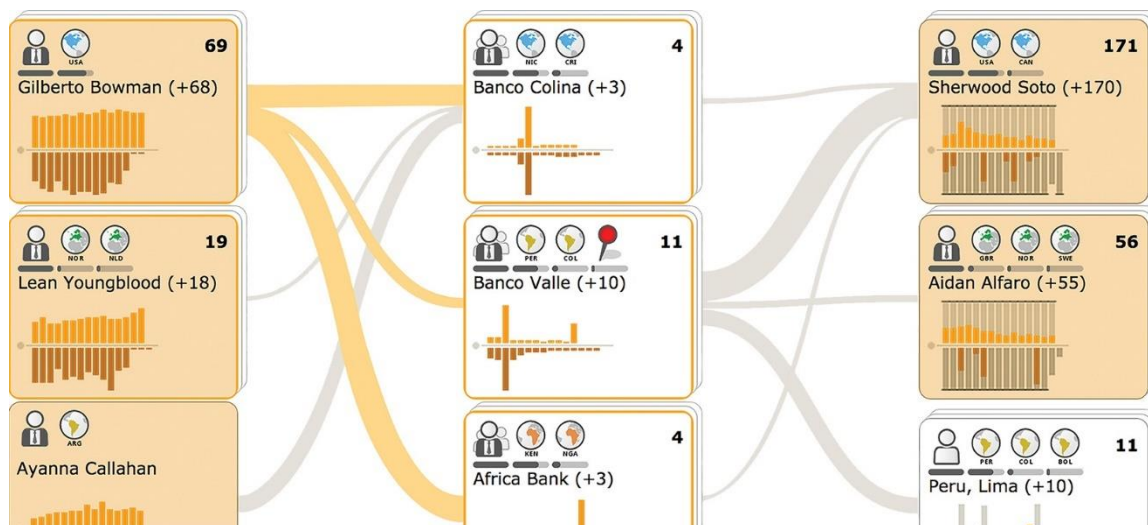 69
USA
Gilberto Bowman (+68)
19
NOR NLD
Lean Youngblood (+18)
ARG
Ayanna Callahan
4
NIC CRI
Banco Colina (+3)
11
PER COL
Banco Valle (+10)
4
KEN NGA
Africa Bank (+3)
171
USA CAN
Sherwood Soto (+170)
56
GBR NOR SWE
Aidan Alfaro (+55)
11
PER COL BOL
Peru, Lima (+10)